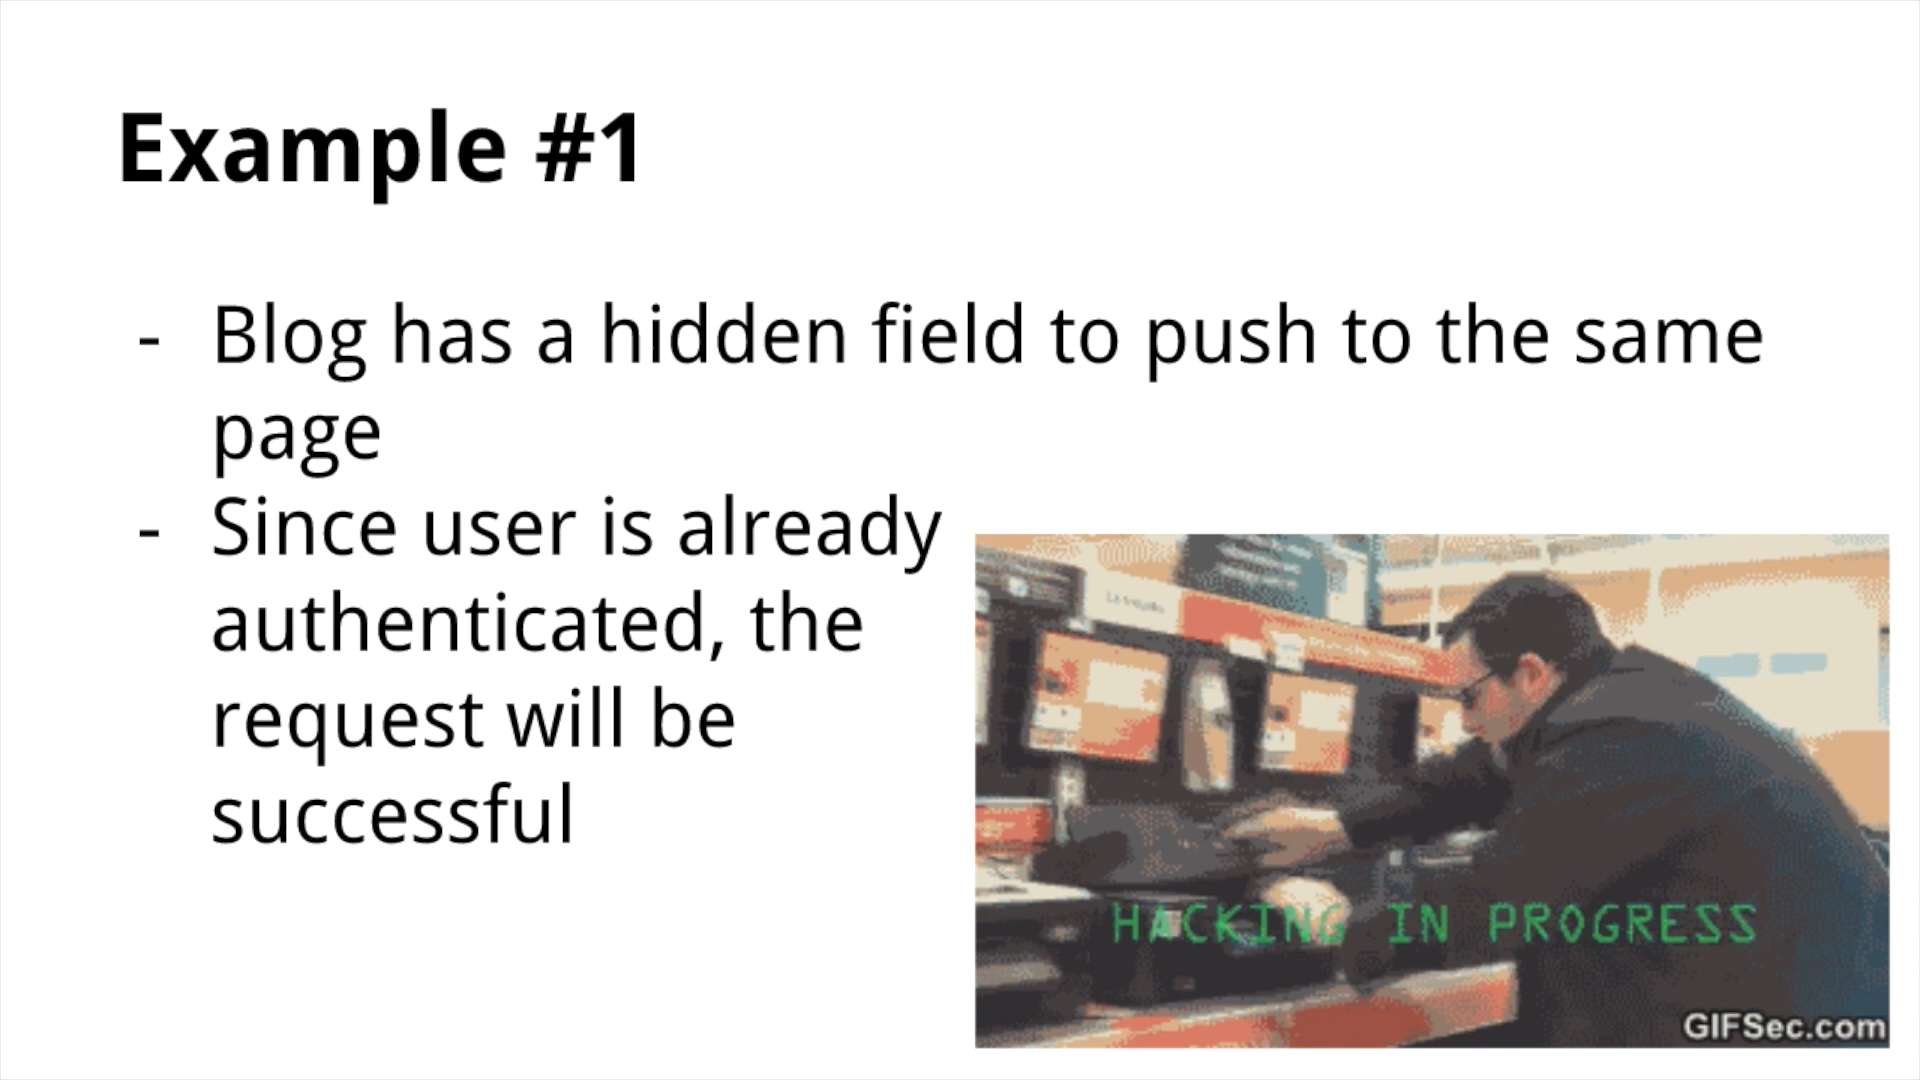 Example #1
- Blog has a hidden field to push to the same
page
- Since user is already
authenticated, the
request will be
successful
HACKING IN PROGRESS
GIFSec.com